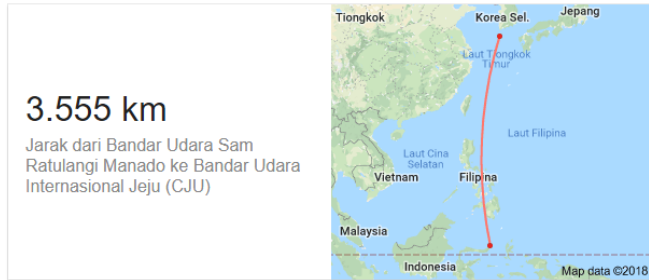 3.555 km
Jarak dari Bandar Udara Sam
Ratulangi Manado ke Bandar Udara
Internasional Jeju (CJU)
Tiongkok
Korea Sel.
Jepang
Laut Tiongkok
Timur
Laut Filipina
Laut Cina
Selatan
Vietnam
Filipina
Malaysia
Indonesia
Map data ©2018